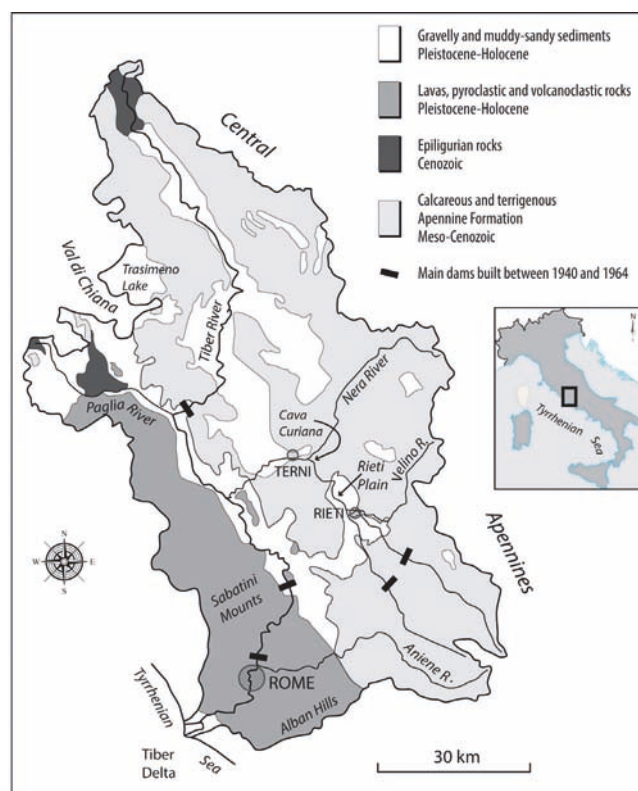 Gravelly and muddy-sandy sediments
Pleistocene-Holocene
Lavas, pyroclastic and volcanoclastic rocks
Pleistocene-Holocene
Epiligurian rocks
Cenozoic
Calcareous and terrigenous
Apennine Formation
Meso-Cenozoic
Main dams built between 1940 and 1964
Central
Val di Chiana
Trasimeno
Lake
Tiber River
Nera River
Paglia River
Cava
Curiana
TERNI
Rieti
Plain
Velino R.
RIETI
Apennines
Sabatini
Mounts
ROME
Aniene R.
Alban Hills
Tyrrhenian
Sea
Tiber
Delta
30 km
N
W
E
S
N
Tyrrhenian
Sea